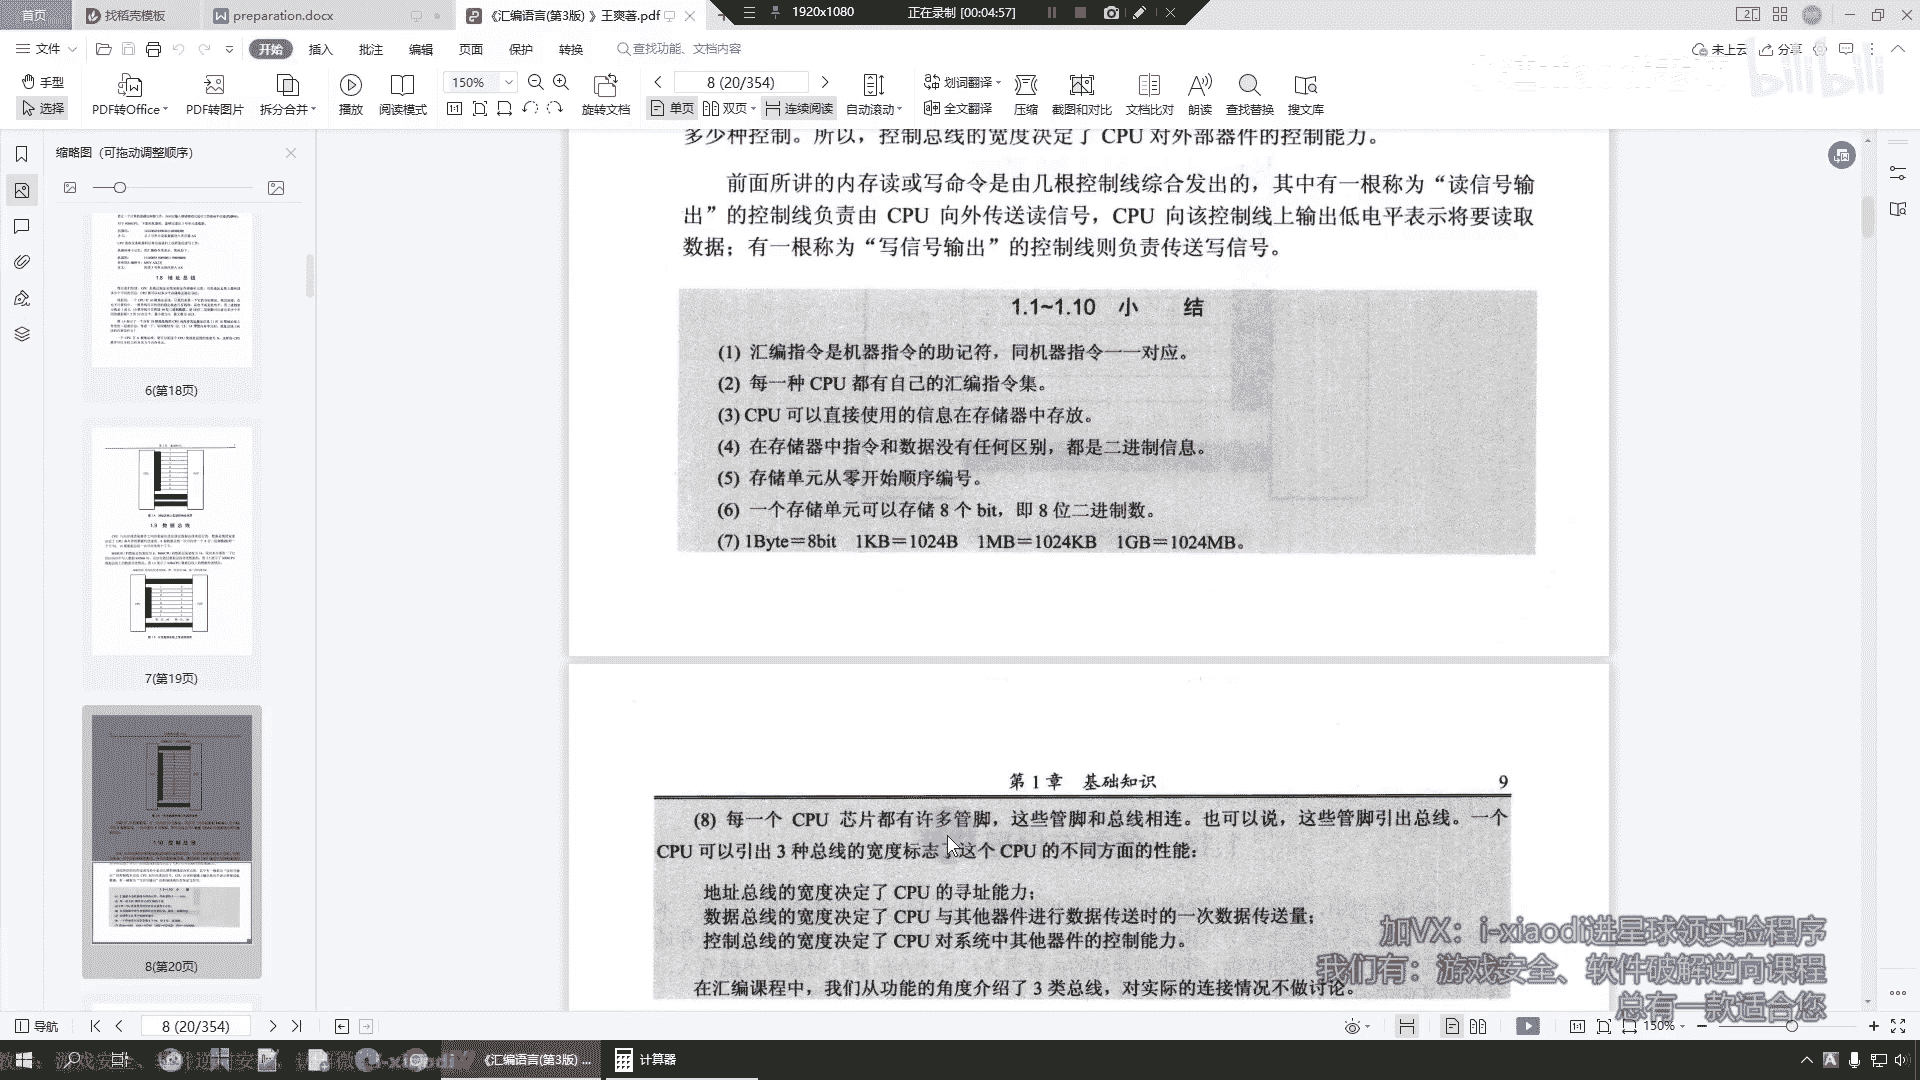 首页
找稻壳模板
preparation.docx
《汇编语言(第3版) 》王爽著.pdf
1920x1080
正在录制 [00:04:57]
文件
开始
插入
批注
编辑
页面
保护
转换
查找功能、文档内容
未上云
分享
手型
选择
PDF转Office
PDF转图片
拆分合并
播放
阅读模式
150%
旋转文档
8 (20/354)
单页
双页
连续阅读
自动滚动
划词翻译
全文翻译
压缩
截图和对比
文档比对
朗读
查找替换
搜文库
bilibili
缩略图（可拖动调整顺序）
6(第18页)
7(第19页)
8(第20页)
多少种控制。所以，控制总线的宽度决定了 CPU 对外部器件的控制能力。
前面所讲的内存读或写命令是由几根控制线综合发出的，其中有一根称为“读信号输
出”的控制线负责由 CPU 向外传送读信号，CPU 向该控制线上输出低电平表示将要读取
数据；有一根称为“写信号输出”的控制线则负责传送写信号。
1.1~1.10 小 结
(1) 汇编指令是机器指令的助记符，同机器指令一一对应。
(2) 每一种 CPU 都有自己的汇编指令集。
(3) CPU 可以直接使用的信息在存储器中存放。
(4) 在存储器中指令和数据没有任何区别，都是二进制信息。
(5) 存储单元从零开始顺序编号。
(6) 一个存储单元可以存储 8 个 bit，即 8 位二进制数。
(7) 1Byte＝8bit 1KB＝1024B 1MB＝1024KB 1GB＝1024MB。
第 1 章 基础知识 9
(8) 每一个 CPU 芯片都有许多管脚，这些管脚和总线相连。也可以说，这些管脚引出总线。一个
CPU 可以引出 3 种总线的宽度标志了这个 CPU 的不同方面的性能：
地址总线的宽度决定了 CPU 的寻址能力；
数据总线的宽度决定了 CPU 与其他器件进行数据传送时的一次数据传送量；
控制总线的宽度决定了 CPU 对系统中其他器件的控制能力。
在汇编课程中，我们从功能的角度介绍了 3 类总线，对实际的连接情况不做讨论。
加VX：i-xiaodi进星球领实验程序
我们有：游戏安全、软件破解逆向课程
总有一款适合您
导航
8 (20/354)
150%
《汇编语言(第3版) ...
计算器